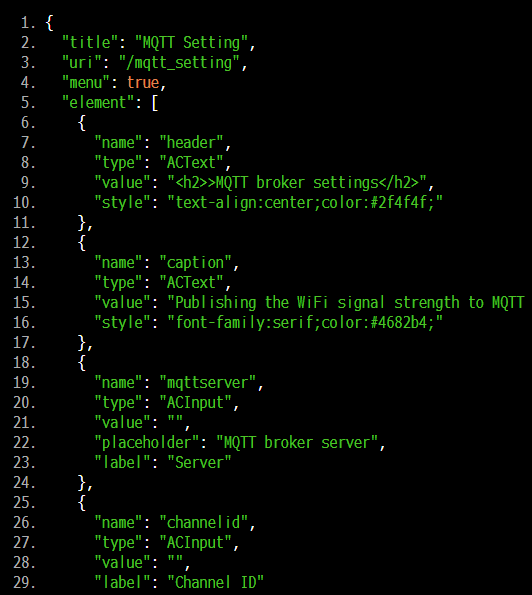 1. {
2.   "title": "MQTT Setting",
3.   "uri": "/mqtt_setting",
4.   "menu": true,
5.   "element": [
6.     {
7.       "name": "header",
8.       "type": "ACText",
9.       "value": "<h2>>MQTT broker settings</h2>",
10.       "style": "text-align:center;color:#2f4f4f;"
11.     },
12.     {
13.       "name": "caption",
14.       "type": "ACText",
15.       "value": "Publishing the WiFi signal strength to MQTT
16.       "style": "font-family:serif;color:#4682b4;"
17.     },
18.     {
19.       "name": "mqttserver",
20.       "type": "ACInput",
21.       "value": "",
22.       "placeholder": "MQTT broker server",
23.       "label": "Server"
24.     },
25.     {
26.       "name": "channelid",
27.       "type": "ACInput",
28.       "value": "",
29.       "label": "Channel ID"